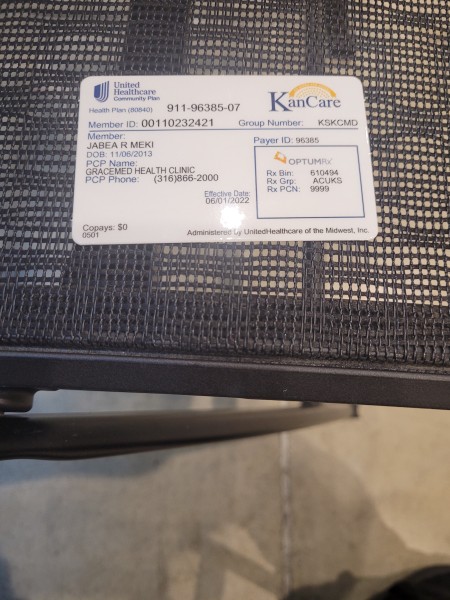 United
Healthcare
Community Plan
KanCare
Health Plan (80840) 911-96385-07
Member ID: 00110232421 Group Number: KSKCMD
Member:
JABEA R MEKI
DOB: 11/06/2013
PCP Name:
GRACEMED HEALTH CLINIC
PCP Phone: (316)866-2000
Payer ID: 96385
OPTUMRx
Rx Bin: 610494
Rx Grp: ACUKS
Rx PCN: 9999
Effective Date:
06/01/2022
Copays: $0
0501
Administered by UnitedHealthcare of the Midwest, Inc.